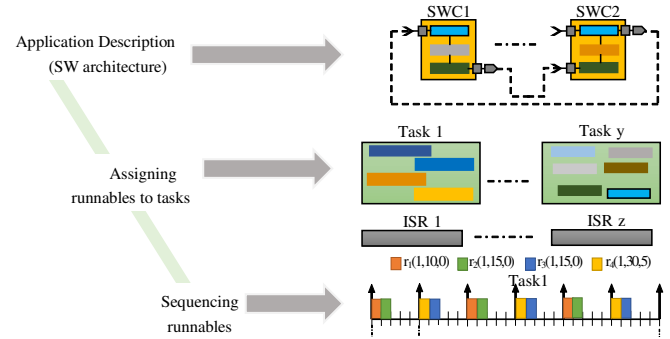 SWC1 SWC2
Application Description
(SW architecture)
Task 1 Task y
Assigning
runnables to tasks
ISR 1 ISR z
r₁(1,10,0) r₂(1,15,0) r₃(1,15,0) r₄(1,30,5)
Task1
Sequencing
runnables